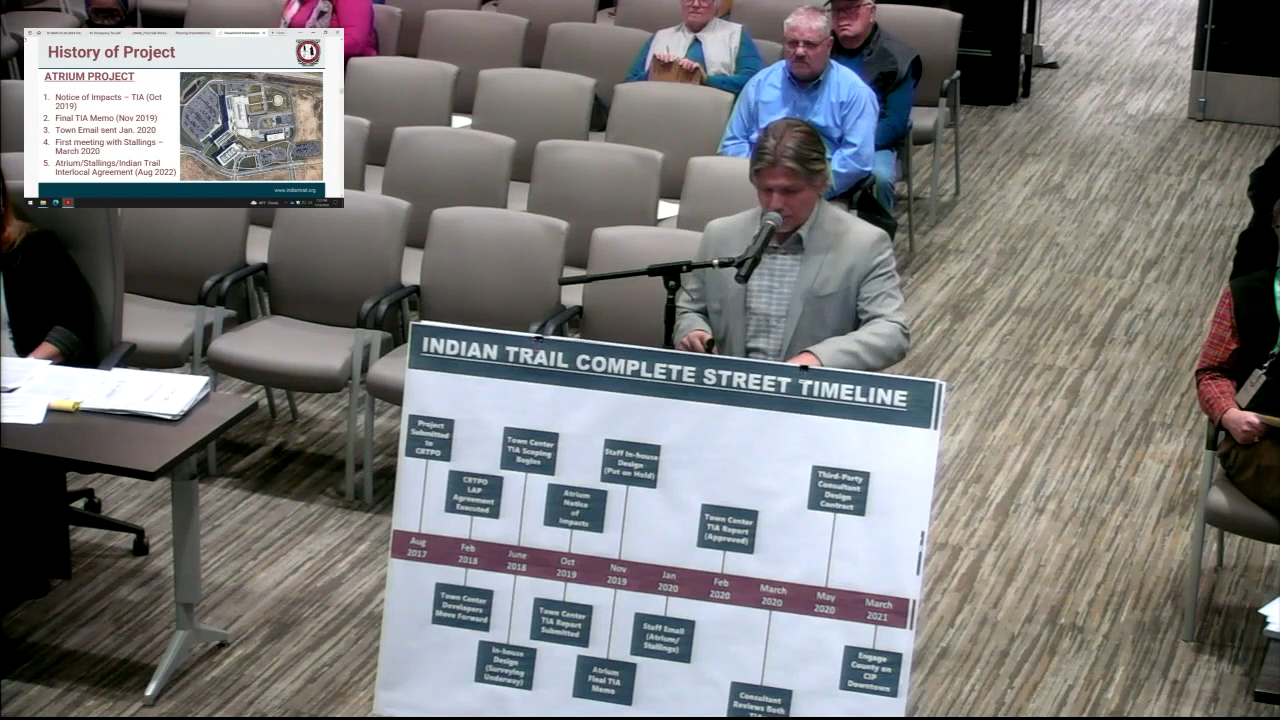 History of Project
ATRIUM PROJECT
1. Notice of Impacts – TIA (Oct
2019)
2. Final TIA Memo (Nov 2019)
3. Town Email sent Jan. 2020
4. First meeting with Stallings –
March 2020
5. Atrium/Stallings/Indian Trail
Interlocal Agreement (Aug 2022)
www.indiantrail.org
INDIAN TRAIL COMPLETE STREET TIMELINE
Project
Submitted
to
CRTPO
CRTPO
LAP
Agreement
Executed
Town Center
TIA Scoping
Begins
Atrium
Notice
of
Impacts
Staff In-house
Design
(Put on Hold)
Town Center
TIA Report
(Approved)
Third-Party
Consultant
Design
Contract
Aug
2017
Feb
2018
June
2018
Oct
2019
Nov
2019
Jan
2020
Feb
2020
March
2020
May
2020
March
2021
Town Center
Developers
Move Forward
In-house
Design
(Surveying
Underway)
Town Center
TIA Report
Submitted
Atrium
Final TIA
Memo
Staff Email
(Atrium/
Stallings)
Consultant
Reviews Both
Engage
County on
CIP
Downtown